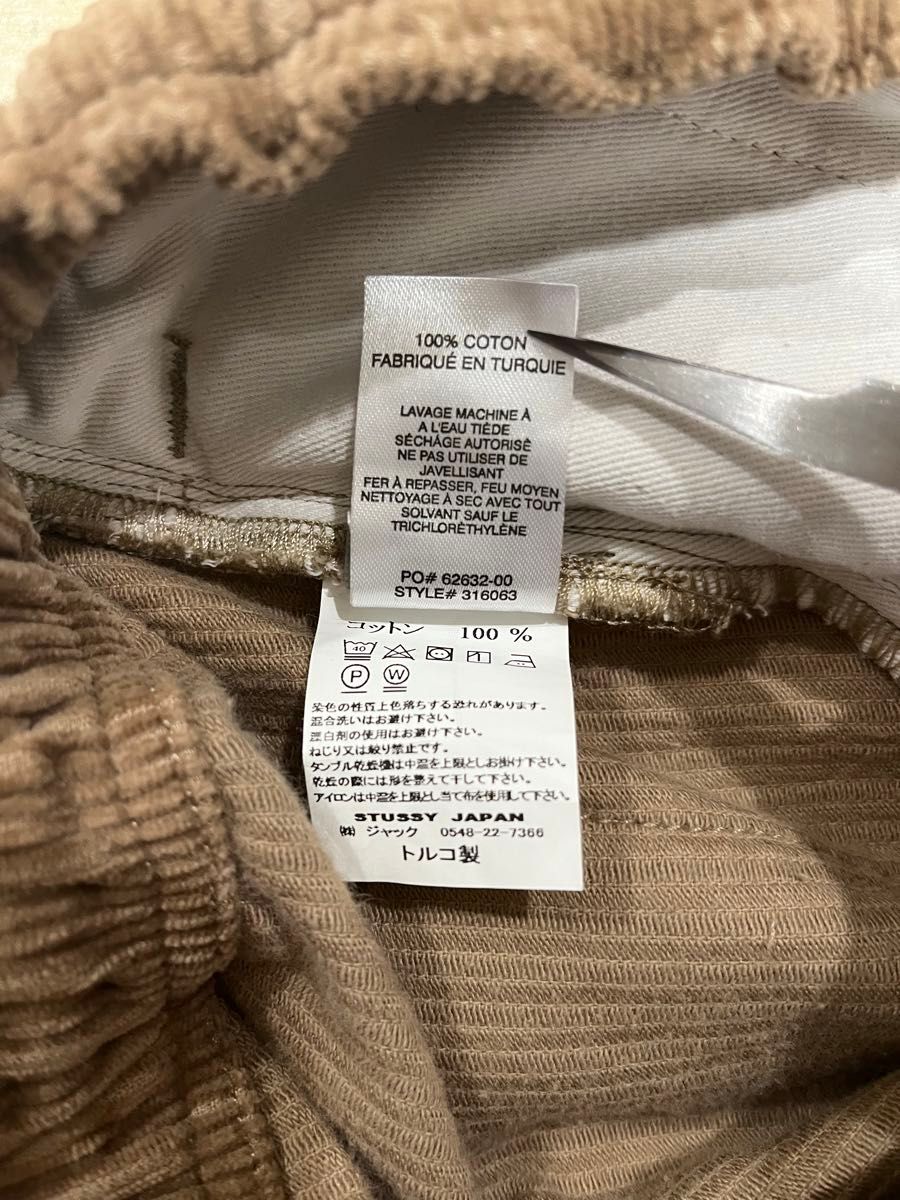 100% COTON
FABRIQUÉ EN TURQUIE
LAVAGE MACHINE À
A L'EAU TIÈDE
SÉCHÀGE AUTORISÈ
NE PAS UTILISER DE
JAVELLISANT
FER À REPASSER, FEU MOYEN
NETTOYAGE À SEC AVEC TOUT
SOLVANT SAUF LE
TRICHLORÈTHYLÈNE
PO# 62632-00
STYLE# 316063
コットン 100 %
40 1
P W
染色の性質上色落ちする恐れがあります。
混合洗いはお避け下さい。
漂白剤の使用はお避け下さい。
ねじり又は絞り禁止です。
タンブル乾燥機は中温を上限としお掛け下さい。
乾燥の際には形を整えて干して下さい。
アイロンは中温を上限とし当て布を使用して下さい。
STUSSY JAPAN
㈱ ジャック 0548-22-7366
トルコ製